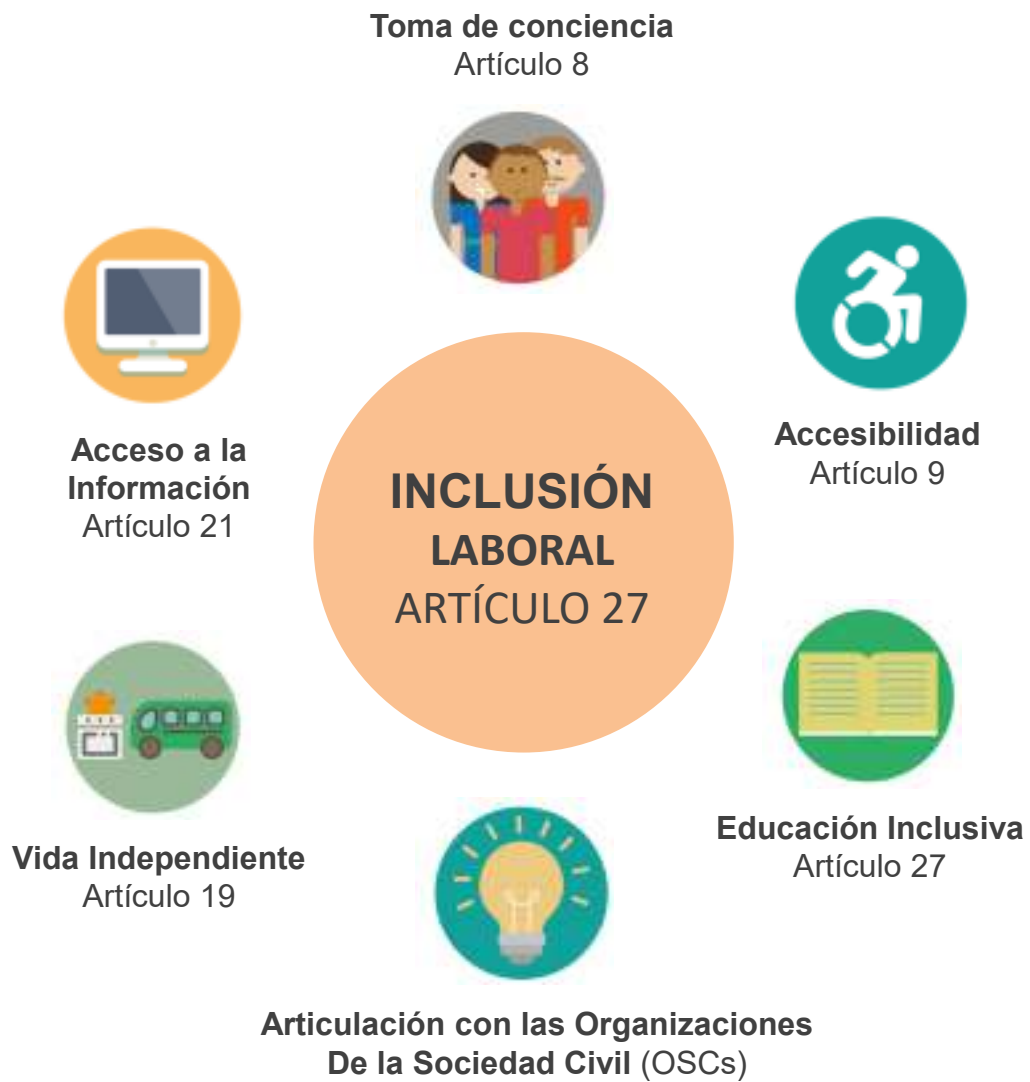 Toma de conciencia
Artículo 8
Acceso a la
Información
Artículo 21
Accesibilidad
Artículo 9
INCLUSIÓN
LABORAL
ARTÍCULO 27
Vida Independiente
Artículo 19
Educación Inclusiva
Artículo 27
Articulación con las Organizaciones
De la Sociedad Civil (OSCs)